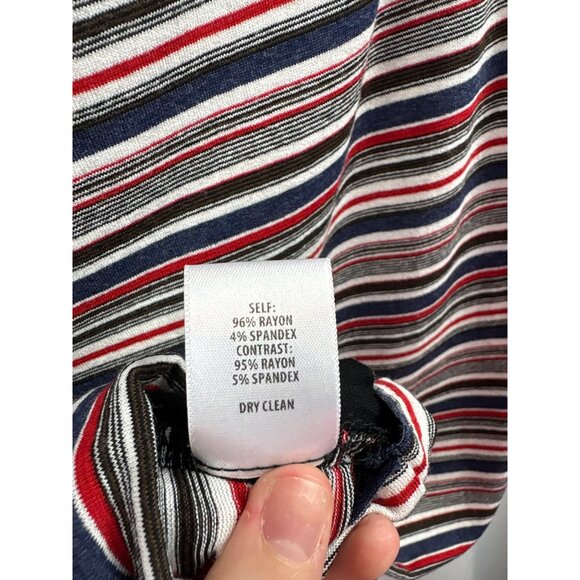 SELF:
96% RAYON
4% SPANDEX
CONTRAST:
95% RAYON
5% SPANDEX
DRY CLEAN